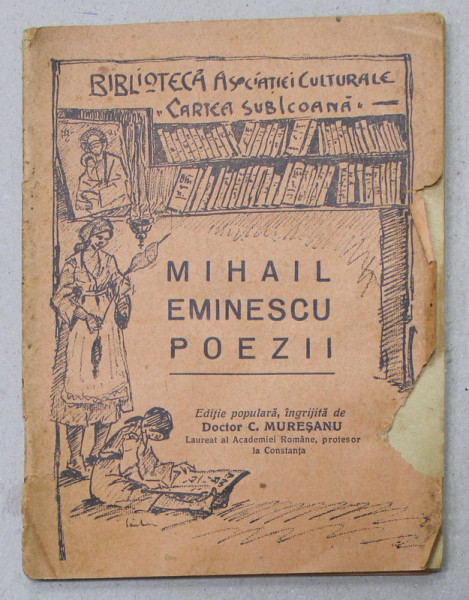 BIBLIOTECĂ ASOCIAȚIEI CULTURALE
„CARTEA SUB ICOANĂ„ —
MIHAIL
EMINESCU
POEZII
Ediție populară, îngrijită de
Doctor C. MUREȘANU
Laureat al Academiei Române, profesor
la Constanța